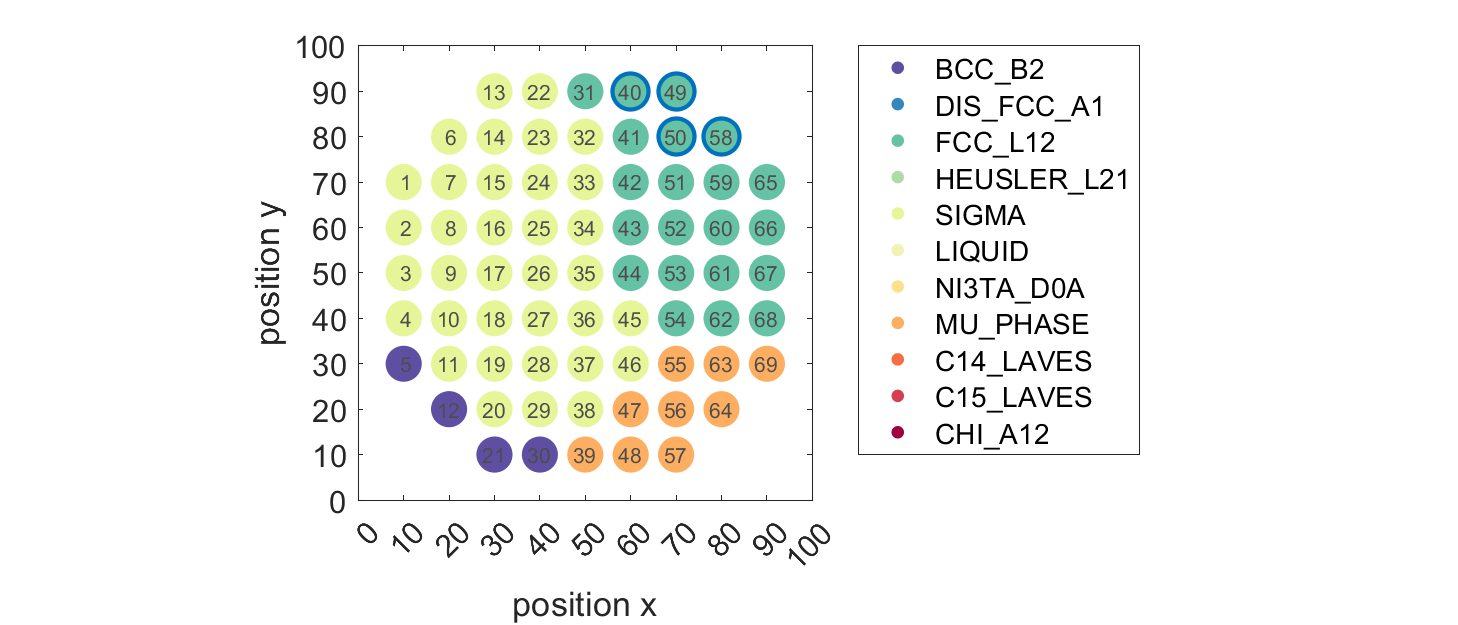 100
90
80
70
60
50
40
30
20
10
0
13 22 31 40 49
6 14 23 32 41 50 58
1 7 15 24 33 42 51 59 65
2 8 16 25 34 43 52 60 66
3 9 17 26 35 44 53 61 67
4 10 18 27 36 45 54 62 68
5 11 19 28 37 46 55 63 69
12 20 29 38 47 56 64
21 30 39 48 57
0 10 20 30 40 50 60 70 80 90 100
position x
position y
BCC_B2
DIS_FCC_A1
FCC_L12
HEUSLER_L21
SIGMA
LIQUID
NI3TA_D0A
MU_PHASE
C14_LAVES
C15_LAVES
CHI_A12